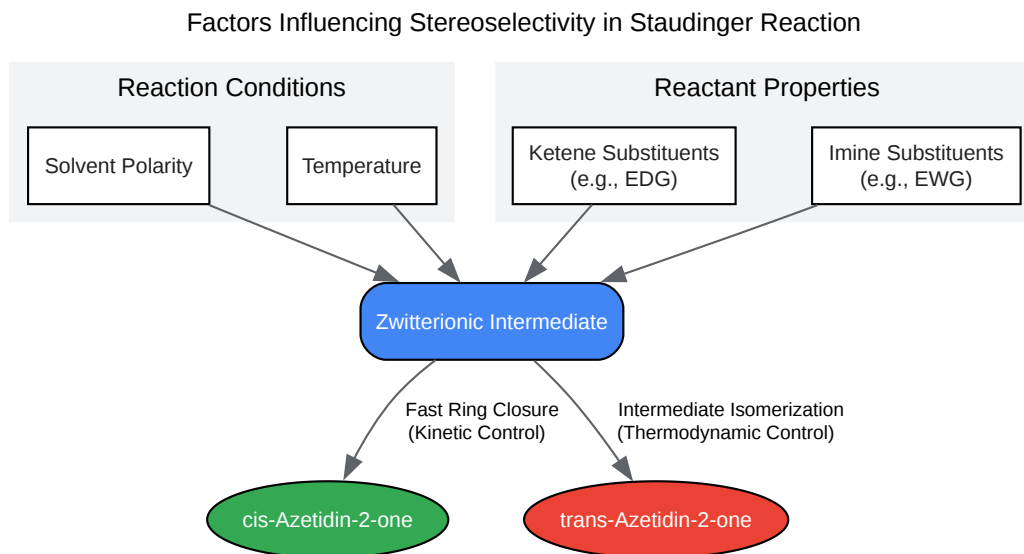 Factors Influencing Stereoselectivity in Staudinger Reaction
Reaction Conditions
Reactant Properties
Solvent Polarity
Temperature
Ketene Substituents
(e.g., EDG)
Imine Substituents
(e.g., EWG)
Zwitterionic Intermediate
Fast Ring Closure
(Kinetic Control)
Intermediate Isomerization
(Thermodynamic Control)
cis-Azetidin-2-one
trans-Azetidin-2-one